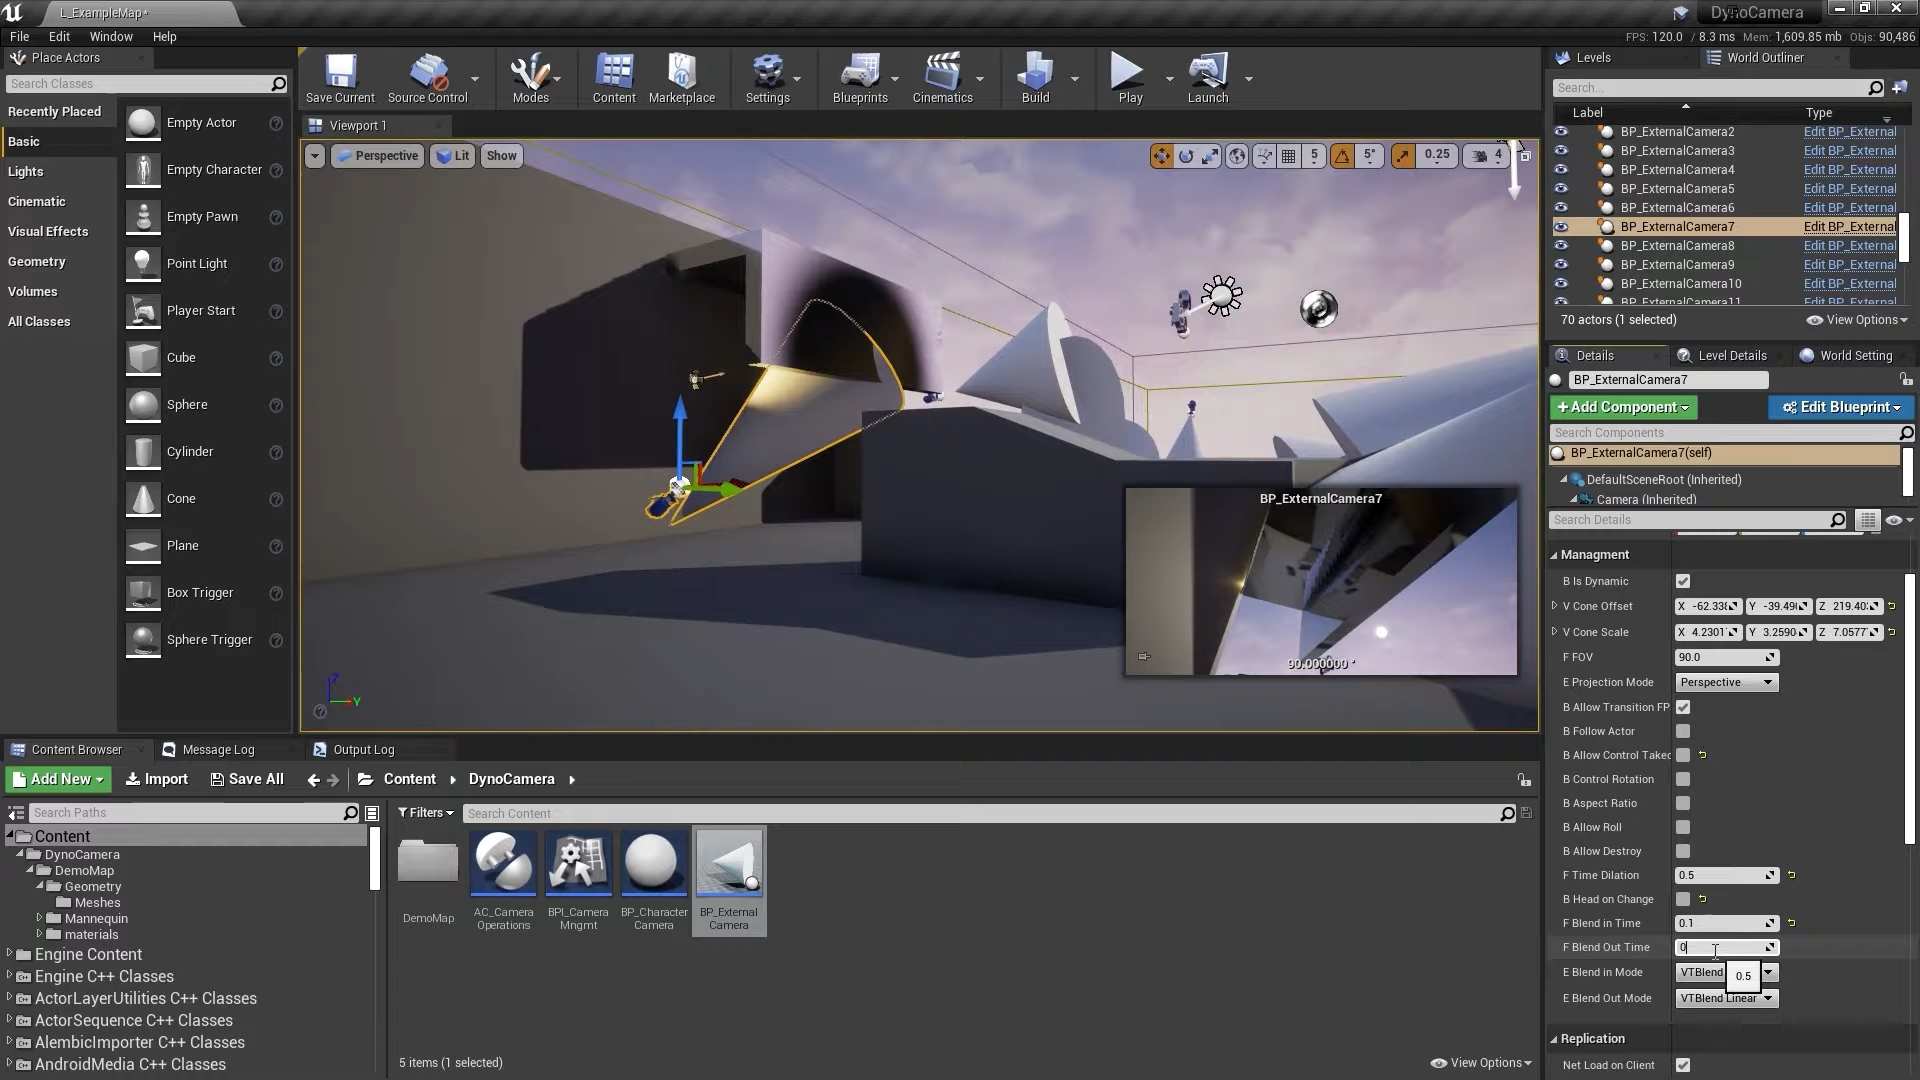 L_ExampleMap*
DynoCamera
File Edit Window Help
FPS: 120.0 / 8.3 ms Mem: 1,609.85 mb Objs: 90,486
Place Actors
Search Classes
Recently Placed
Basic
Lights
Cinematic
Visual Effects
Geometry
Volumes
All Classes
Empty Actor
Empty Character
Empty Pawn
Point Light
Player Start
Cube
Sphere
Cylinder
Cone
Plane
Box Trigger
Sphere Trigger
Save Current
Source Control
Modes
Content
Marketplace
Settings
Blueprints
Cinematics
Build
Play
Launch
Viewport 1
Perspective
Lit
Show
5
5°
0.25
4
BP_ExternalCamera7
90.000000 °
Z
Y
Levels
World Outliner
Search...
Label Type
BP_ExternalCamera2 Edit BP_External
BP_ExternalCamera3 Edit BP_External
BP_ExternalCamera4 Edit BP_External
BP_ExternalCamera5 Edit BP_External
BP_ExternalCamera6 Edit BP_External
BP_ExternalCamera7 Edit BP_External
BP_ExternalCamera8 Edit BP_External
BP_ExternalCamera9 Edit BP_External
BP_ExternalCamera10 Edit BP_External
BP_ExternalCamera11 Edit BP_External
70 actors (1 selected)
View Options
Details
Level Details
World Setting
BP_ExternalCamera7
+Add Component
Edit Blueprint
Search Components
BP_ExternalCamera7(self)
DefaultSceneRoot (Inherited)
Camera (Inherited)
Search Details
Managment
B Is Dynamic
V Cone Offset X -62.338 Y -39.49 Z 219.40
V Cone Scale X 4.2301 Y 3.2590 Z 7.0577
F FOV 90.0
E Projection Mode Perspective
B Allow Transition FP
B Follow Actor
B Allow Control Takeo
B Control Rotation
B Aspect Ratio
B Allow Roll
B Allow Destroy
F Time Dilation 0.5
B Head on Change
F Blend in Time 0.1
F Blend Out Time 0
E Blend in Mode VTBlend
0.5
E Blend Out Mode VTBlend Linear
Replication
Net Load on Client
Content Browser
Message Log
Output Log
Add New
Import
Save All
Content
DynoCamera
Search Paths
Filters
Search Content
Content
DynoCamera
DemoMap
Geometry
Meshes
Mannequin
materials
Engine Content
Engine C++ Classes
ActorLayerUtilities C++ Classes
ActorSequence C++ Classes
AlembicImporter C++ Classes
AndroidMedia C++ Classes
DemoMap
AC_Camera
Operations
BPI_Camera
Mngmt
BP_Character
Camera
BP_External
Camera
5 items (1 selected)
View Options